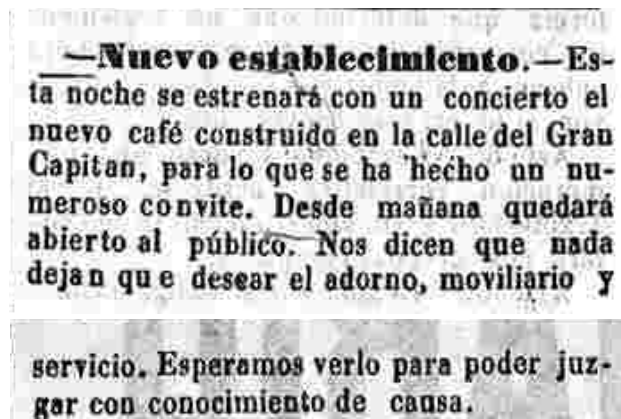 —Nuevo establecimiento.—Es-
ta noche se estrenará con un concierto el
nuevo café construido en la calle del Gran
Capitan, para lo que se ha hecho un nu-
meroso convite. Desde mañana quedará
abierto al público. Nos dicen que nada
dejan que desear el adorno, moviliario y
servicio. Esperamos verlo para poder juz-
gar con conocimiento de causa.